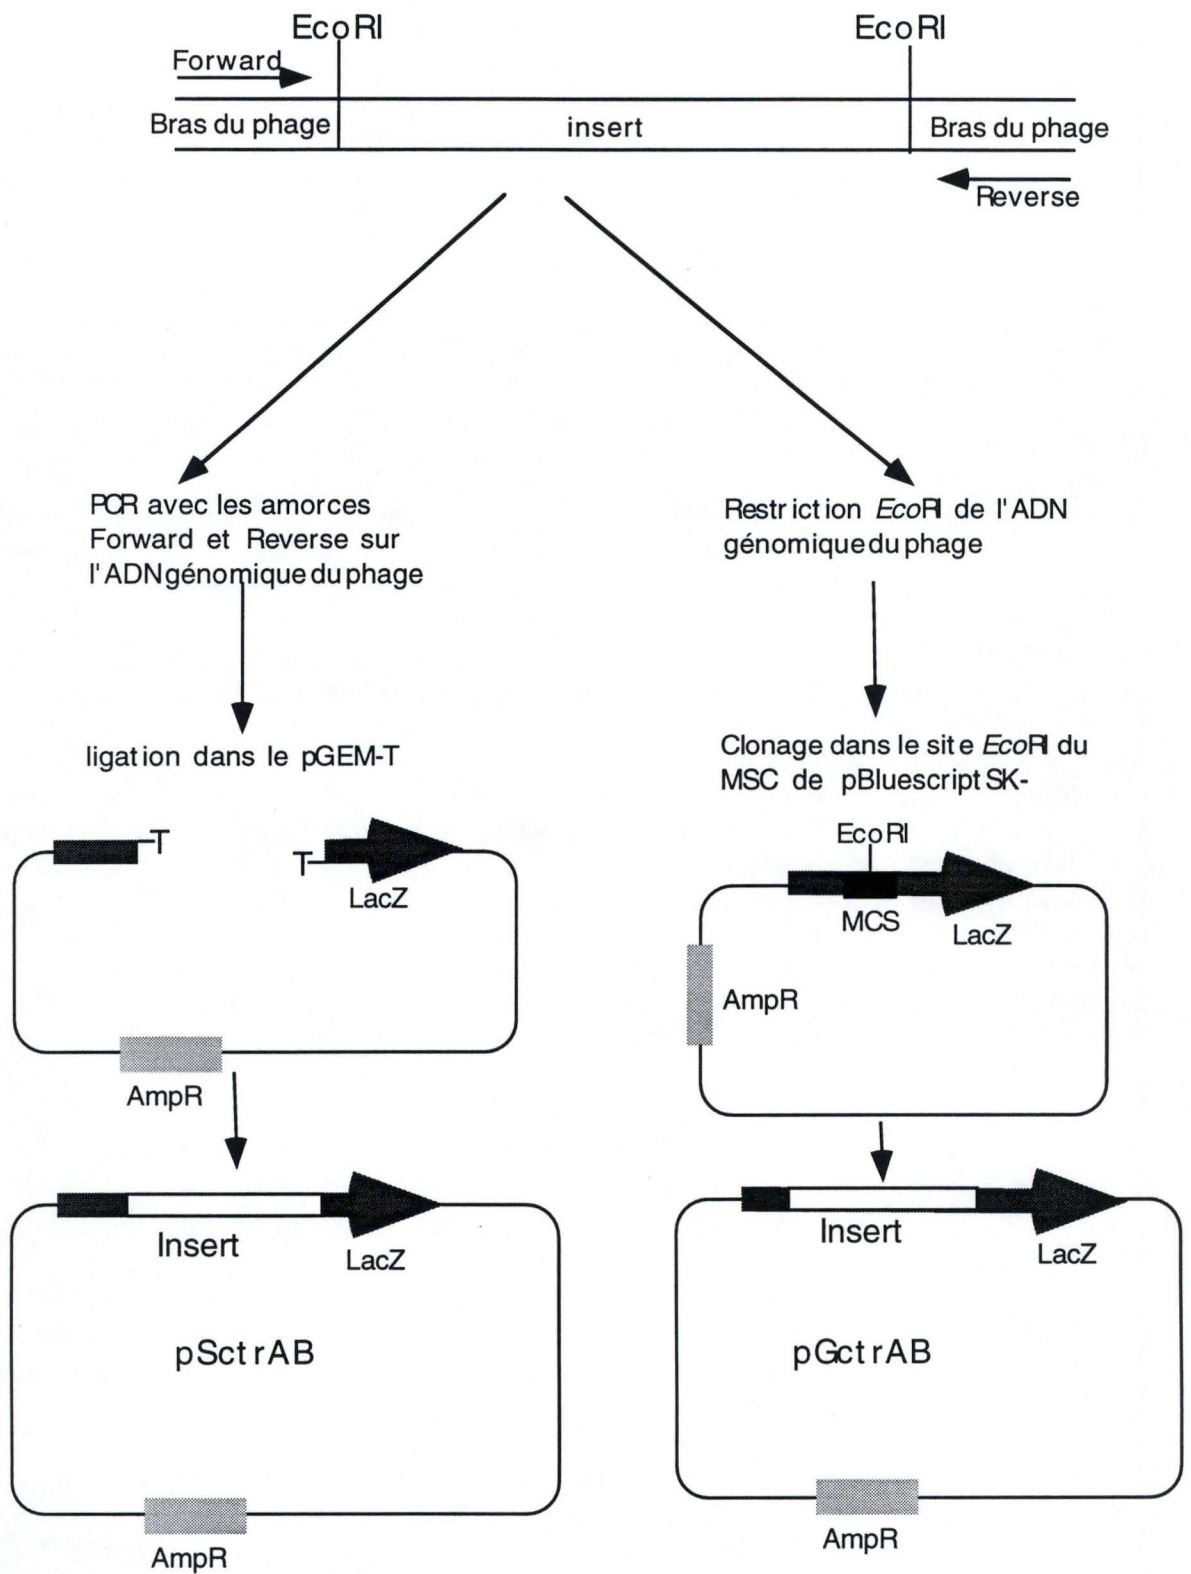 EcoRI
EcoRI
Forward
Bras du phage
insert
Bras du phage
Reverse
PCR avec les amorces
Forward et Reverse sur
l'ADN génomique du phage
Restriction EcoRI de l'ADN
génomique du phage
ligation dans le pGEM-T
Clonage dans le site EcoRI du
MSC de pBluescript SK-
T
T
LacZ
AmpR
EcoRI
MCS
LacZ
AmpR
Insert
LacZ
pSctrAB
AmpR
Insert
LacZ
pGctrAB
AmpR